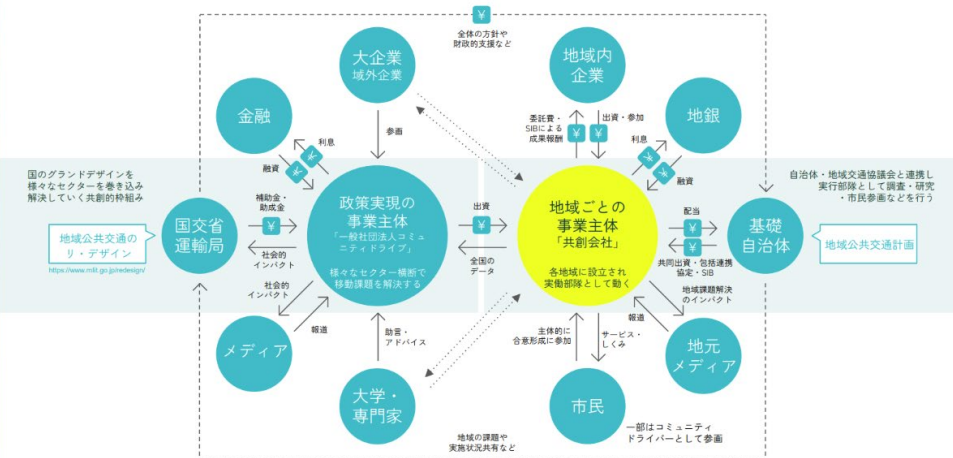 ¥
全体の方針や
財政的支援など
大企業
域外企業
地域内
企業
金融
地銀
参画
委託費・
SIBによる
成果報酬
¥
¥
出資・参加
利息
¥
¥
融資
利息
¥
¥
融資
国のグランドデザインを
様々なセクターを巻き込み
解決していく共創的枠組み
自治体・地域交通協議会と連携し
実行部隊として調査・研究
・市民参画などを行う
地域公共交通の
リ・デザイン
https://www.mlit.go.jp/redesign/
国交省
運輸局
補助金・
助成金
¥
社会的
インパクト
政策実現の
事業主体
「一般社団法人コミュ
ニティドライブ」
様々なセクター横断で
移動課題を解決する
出資
¥
全国の
データ
地域ごとの
事業主体
「共創会社」
各地域に設立され
実働部隊として動く
配当
¥
¥
共同出資・包括連携
協定・SIB
基礎
自治体
地域公共交通計画
社会的
インパクト
報道
メディア
助言・
アドバイス
大学・
専門家
主体的に
合意形成に参加
サービス・
しくみ
市民
一部はコミュニティ
ドライバーとして参画
地域課題解決
のインパクト
報道
地元
メディア
地域の課題や
実施状況共有など